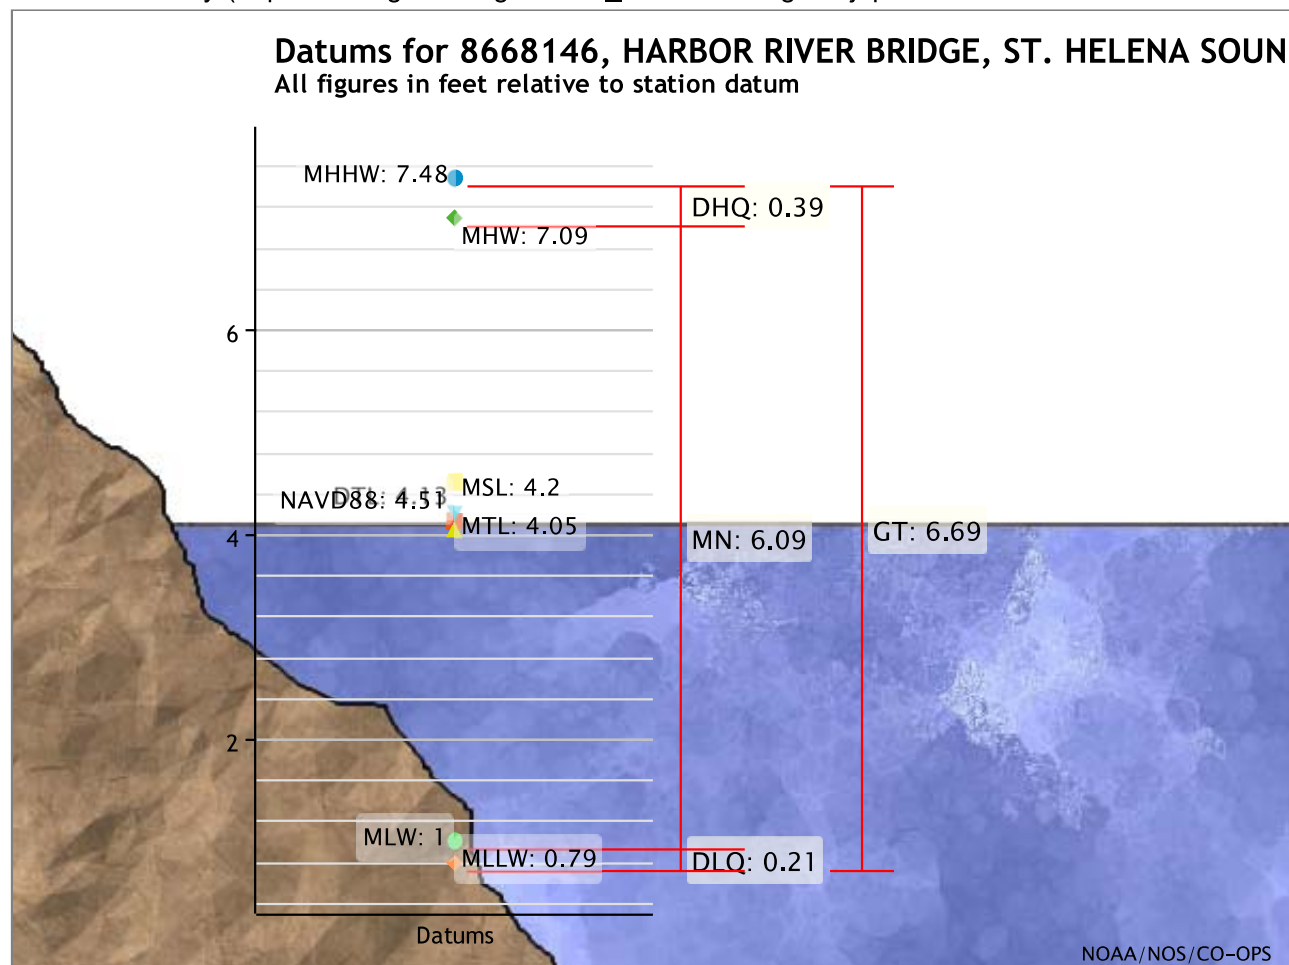 Datums for 8668146, HARBOR RIVER BRIDGE, ST. HELENA SOUN
All figures in feet relative to station datum
MHHW: 7.48
DHQ: 0.39
MHW: 7.09
6
MSL: 4.2
NAVD88: 4.51
DTL: 4.13
MTL: 4.05
4
MN: 6.09
GT: 6.69
2
MLW: 1
MLLW: 0.79
DLQ: 0.21
Datums
NOAA/NOS/CO-OPS